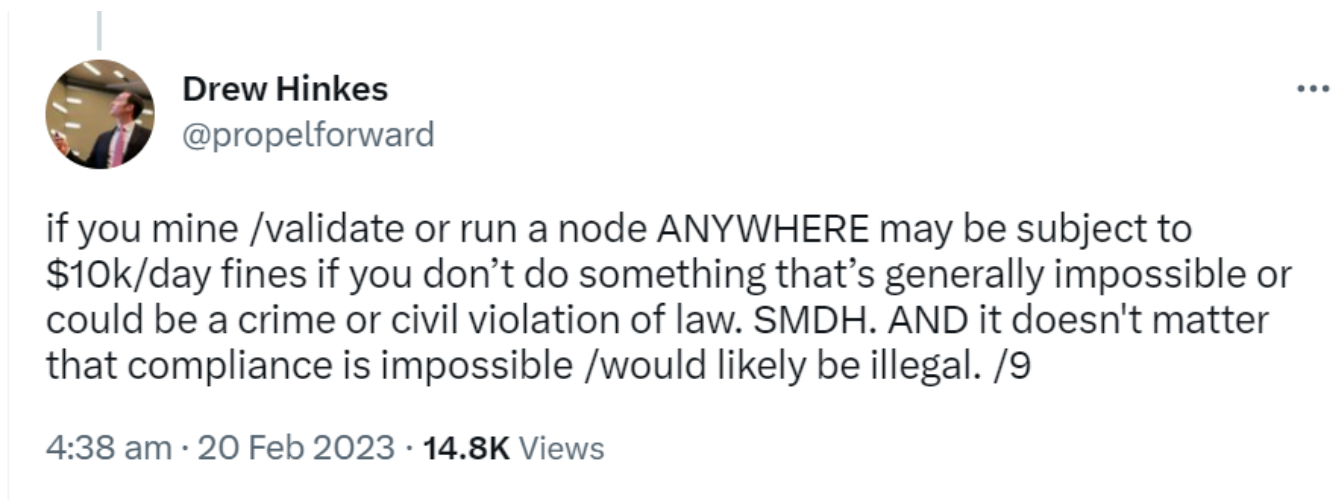 Drew Hinkes
@propelforward
if you mine /validate or run a node ANYWHERE may be subject to
$10k/day fines if you don’t do something that’s generally impossible or
could be a crime or civil violation of law. SMDH. AND it doesn't matter
that compliance is impossible /would likely be illegal. /9
4:38 am · 20 Feb 2023 · 14.8K Views